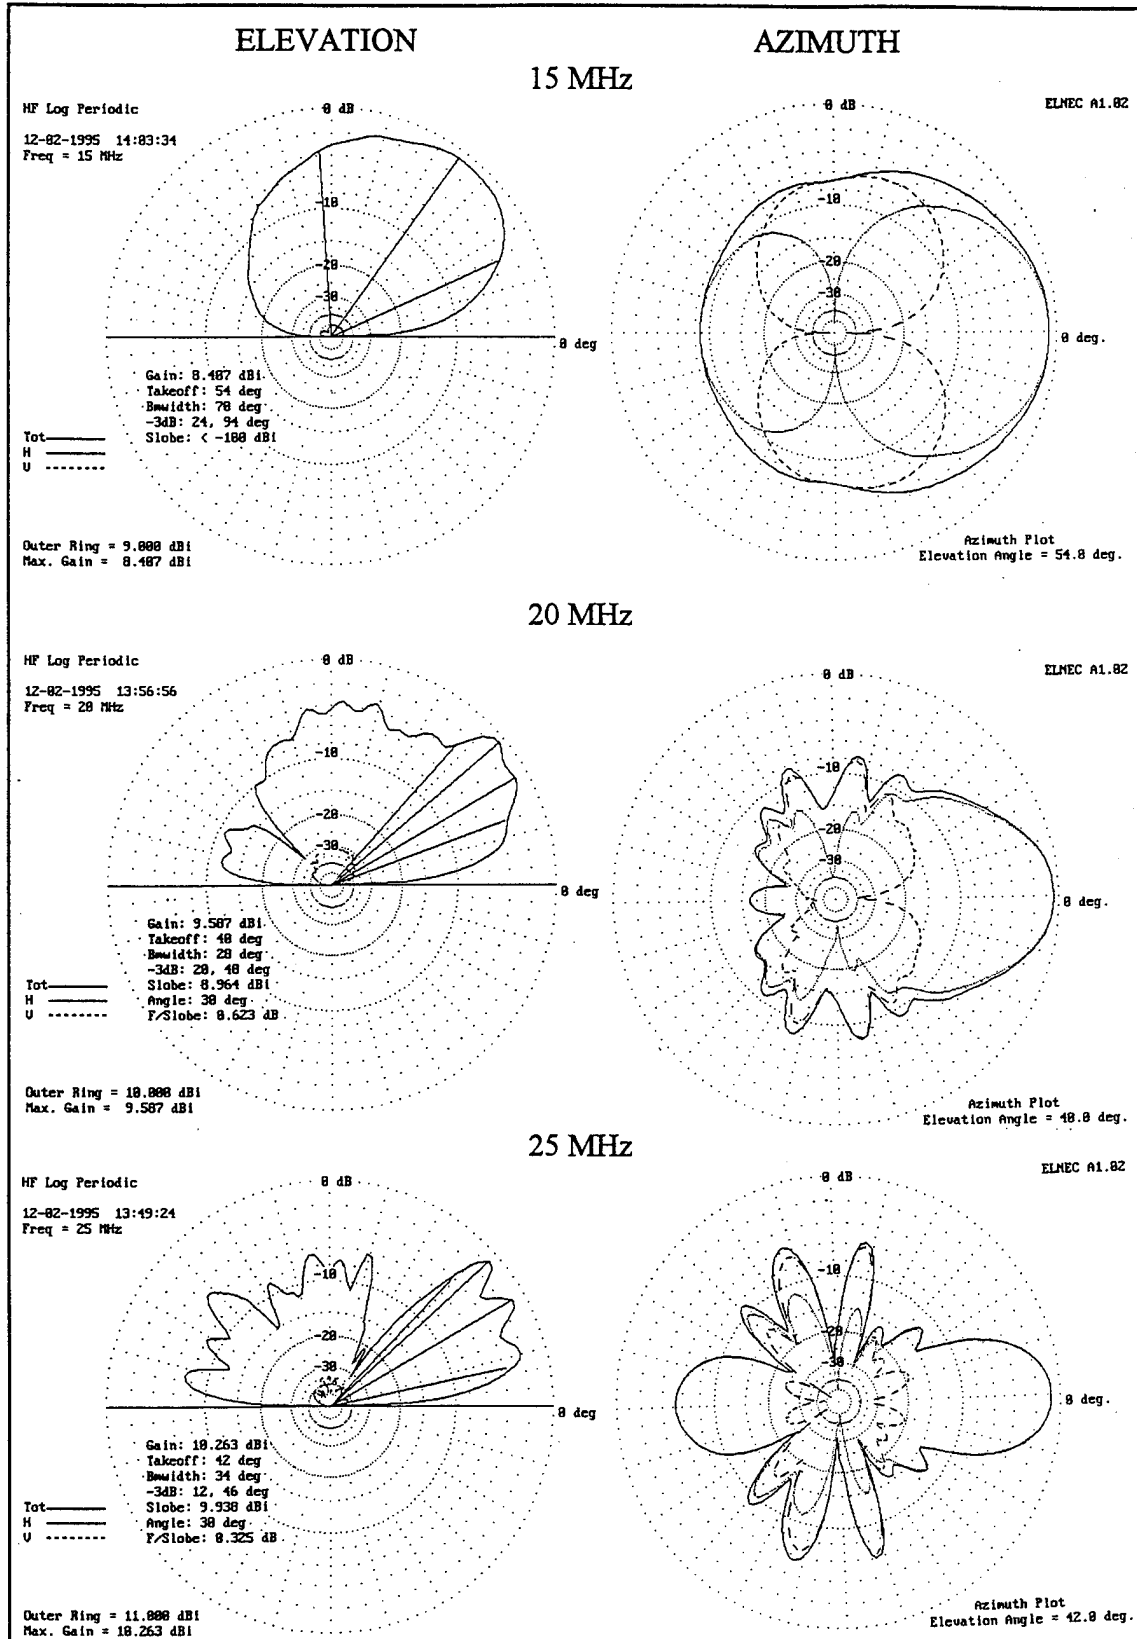 ELEVATION
AZIMUTH
15 MHz
HF Log Periodic
12-02-1995 14:03:34
Freq = 15 MHz
0 dB
-10
-20
-30
0 deg
Gain: 8.407 dBi
Takeoff: 54 deg
Bmwidth: 70 deg
-3dB: 24, 94 deg
Slobe: < -100 dBi
Tot
H
V
Outer Ring = 9.000 dBi
Max. Gain = 8.407 dBi
0 dB
ELNEC A1.02
-10
-20
-30
0 deg.
Azimuth Plot
Elevation Angle = 54.0 deg.
20 MHz
HF Log Periodic
12-02-1995 13:56:56
Freq = 20 MHz
0 dB
-10
-20
-30
0 deg
Gain: 9.587 dBi
Takeoff: 40 deg
Bmwidth: 28 deg
-3dB: 20, 48 deg
Slobe: 8.964 dBi
Angle: 30 deg
F/Slobe: 0.623 dB
Tot
H
V
Outer Ring = 10.000 dBi
Max. Gain = 9.587 dBi
0 dB
ELNEC A1.02
-10
-20
-30
0 deg.
Azimuth Plot
Elevation Angle = 40.0 deg.
25 MHz
HF Log Periodic
12-02-1995 13:49:24
Freq = 25 MHz
0 dB
-10
-20
-30
0 deg
Gain: 10.263 dBi
Takeoff: 42 deg
Bmwidth: 34 deg
-3dB: 12, 46 deg
Slobe: 9.938 dBi
Angle: 30 deg
F/Slobe: 0.325 dB
Tot
H
V
Outer Ring = 11.000 dBi
Max. Gain = 10.263 dBi
0 dB
ELNEC A1.02
-10
-20
-30
0 deg.
Azimuth Plot
Elevation Angle = 42.0 deg.